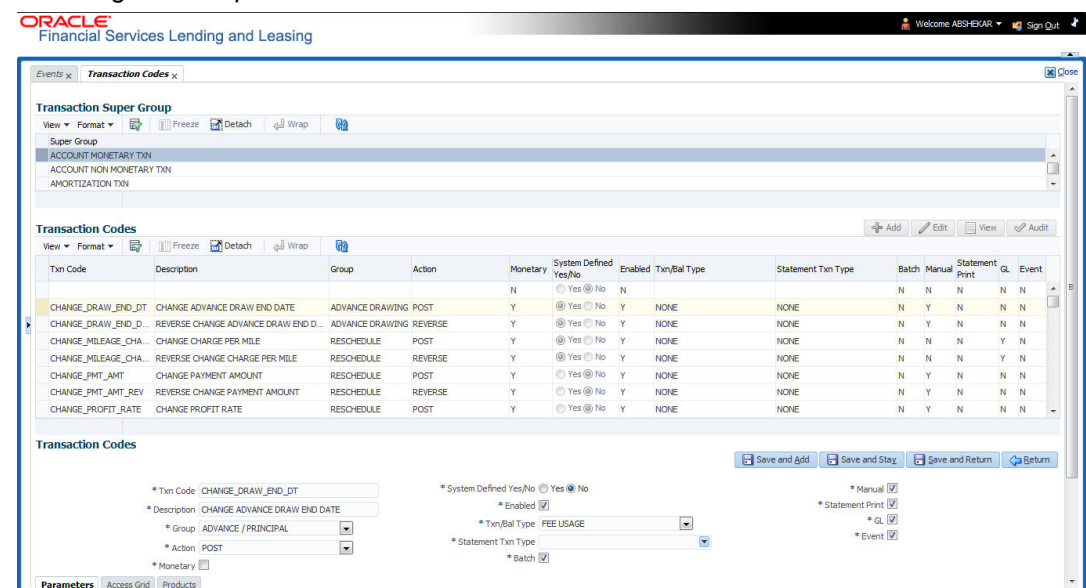 ORACLE
Financial Services Lending and Leasing
Welcome ABSHEKAR Sign Out
Events x Transaction Codes x Close
Transaction Super Group
View Format Freeze Detach Wrap
Super Group
ACCOUNT MONETARY TXN
ACCOUNT NON MONETARY TXN
AMORTIZATION TXN
Transaction Codes Add Edit View Audit
View Format Freeze Detach Wrap
Txn Code Description Group Action Monetary System Defined Yes/No Enabled Txn/Bal Type Statement Txn Type Batch Manual Statement Print GL Event
N Yes No N N N N N N
CHANGE_DRAW_END_DT CHANGE ADVANCE DRAW END DATE ADVANCE DRAWING POST Y Yes No Y NONE NONE N Y N N N
CHANGE_DRAW_END_D... REVERSE CHANGE ADVANCE DRAW END D... ADVANCE DRAWING REVERSE Y Yes No Y NONE NONE N Y N N N
CHANGE_MILEAGE_CHA... CHANGE CHARGE PER MILE RESCHEDULE POST Y Yes No Y NONE NONE N N N Y N
CHANGE_MILEAGE_CHA... REVERSE CHANGE CHARGE PER MILE RESCHEDULE REVERSE Y Yes No Y NONE NONE N N N Y N
CHANGE_PMT_AMT CHANGE PAYMENT AMOUNT RESCHEDULE POST Y Yes No Y NONE NONE N Y N N N
CHANGE_PMT_AMT_REV REVERSE CHANGE PAYMENT AMOUNT RESCHEDULE REVERSE Y Yes No Y NONE NONE N Y N N N
CHANGE_PROFIT_RATE CHANGE PROFIT RATE RESCHEDULE POST Y Yes No Y NONE NONE N Y N N N
Transaction Codes
Save and Add Save and Stay Save and Return Return
* Txn Code CHANGE_DRAW_END_DT * System Defined Yes/No Yes No * Manual
* Description CHANGE ADVANCE DRAW END DATE * Enabled * Statement Print
* Group ADVANCE / PRINCIPAL * Txn/Bal Type FEE USAGE * GL
* Action POST * Statement Txn Type * Event
* Monetary * Batch
Parameters Access Grid Products